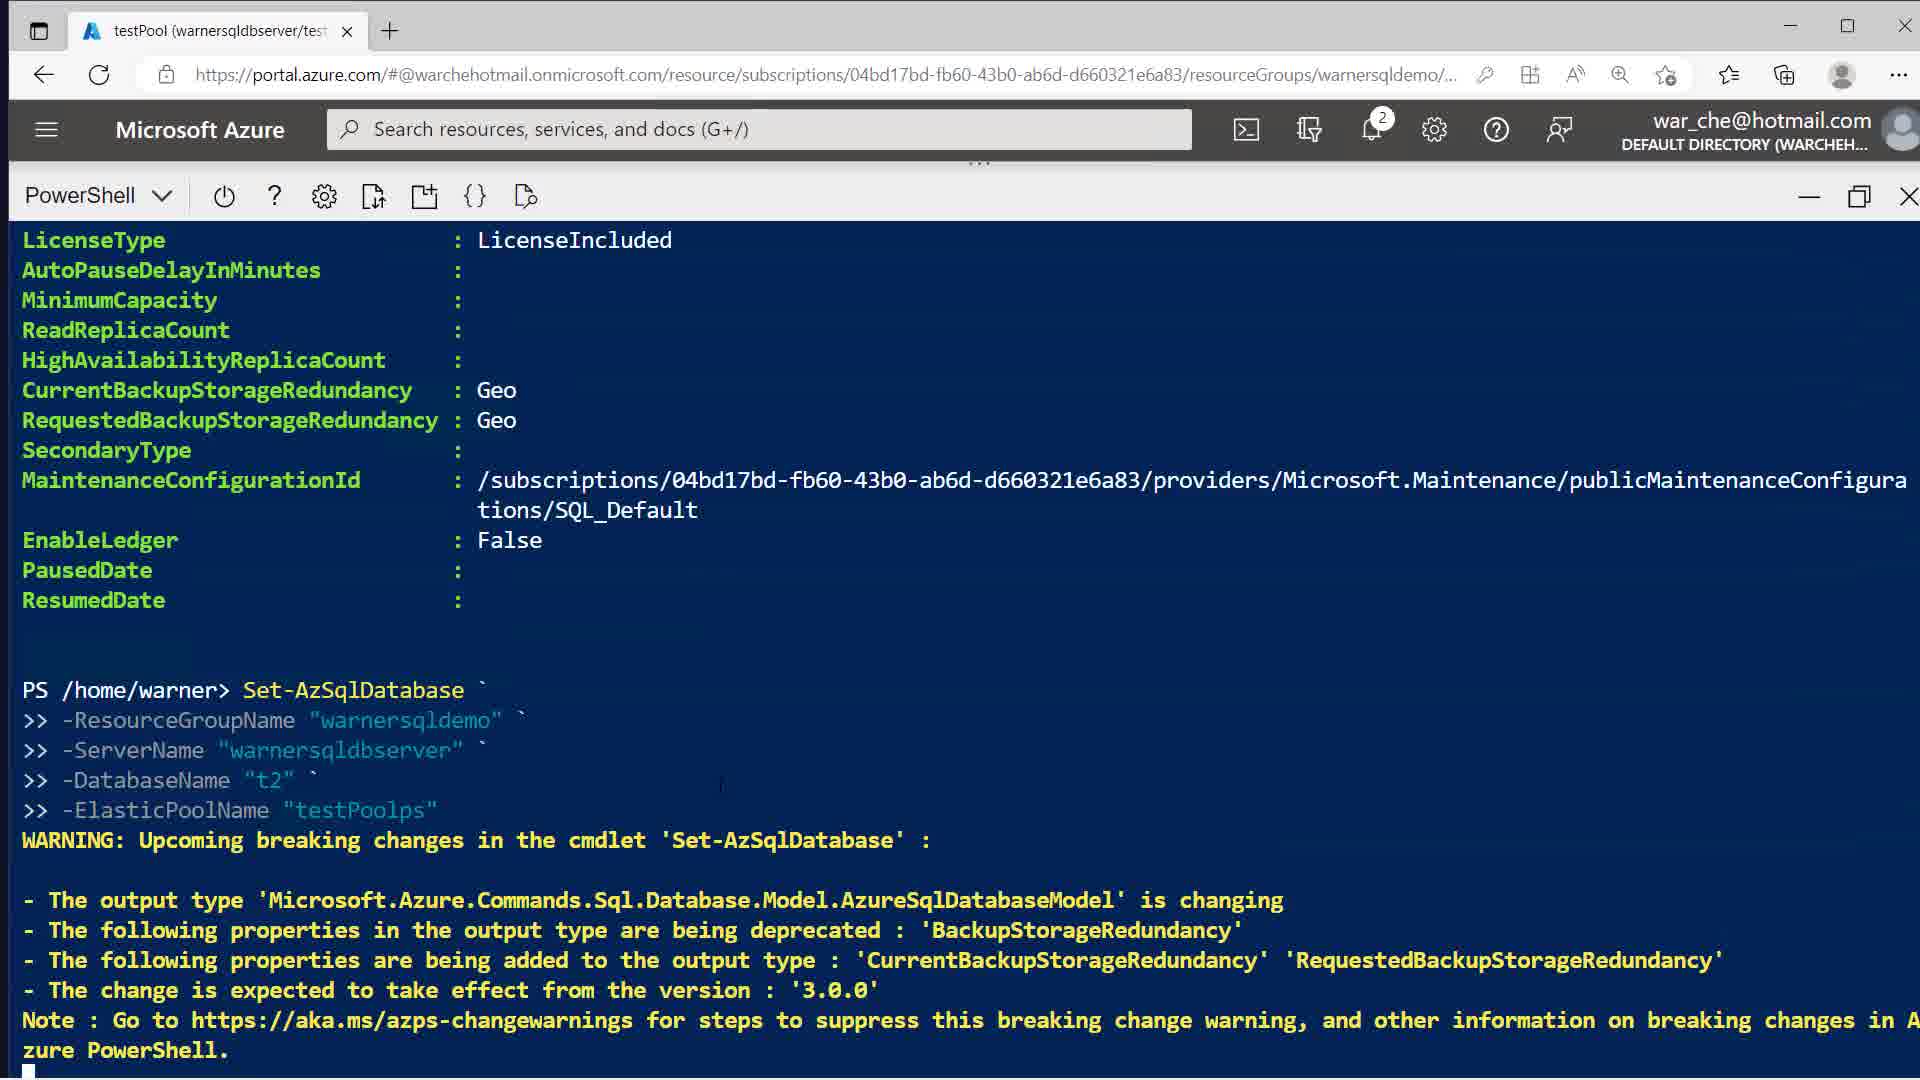 testPool (warnersqldbserver/test
https://portal.azure.com/#@warchehotmail.onmicrosoft.com/resource/subscriptions/04bd17bd-fb60-43b0-ab6d-d660321e6a83/resourceGroups/warnersqldemo/...
Microsoft Azure
Search resources, services, and docs (G+/)
2
war_che@hotmail.com
DEFAULT DIRECTORY (WARCHEH...
PowerShell
LicenseType : LicenseIncluded
AutoPauseDelayInMinutes :
MinimumCapacity :
ReadReplicaCount :
HighAvailabilityReplicaCount :
CurrentBackupStorageRedundancy : Geo
RequestedBackupStorageRedundancy : Geo
SecondaryType :
MaintenanceConfigurationId : /subscriptions/04bd17bd-fb60-43b0-ab6d-d660321e6a83/providers/Microsoft.Maintenance/publicMaintenanceConfigura
tions/SQL_Default
EnableLedger : False
PausedDate :
ResumedDate :
PS /home/warner> Set-AzSqlDatabase `
>> -ResourceGroupName "warnersqldemo" `
>> -ServerName "warnersqldbserver" `
>> -DatabaseName "t2" `
>> -ElasticPoolName "testPoolps"
WARNING: Upcoming breaking changes in the cmdlet 'Set-AzSqlDatabase' :
- The output type 'Microsoft.Azure.Commands.Sql.Database.Model.AzureSqlDatabaseModel' is changing
- The following properties in the output type are being deprecated : 'BackupStorageRedundancy'
- The following properties are being added to the output type : 'CurrentBackupStorageRedundancy' 'RequestedBackupStorageRedundancy'
- The change is expected to take effect from the version : '3.0.0'
Note : Go to https://aka.ms/azps-changewarnings for steps to suppress this breaking change warning, and other information on breaking changes in A
zure PowerShell.